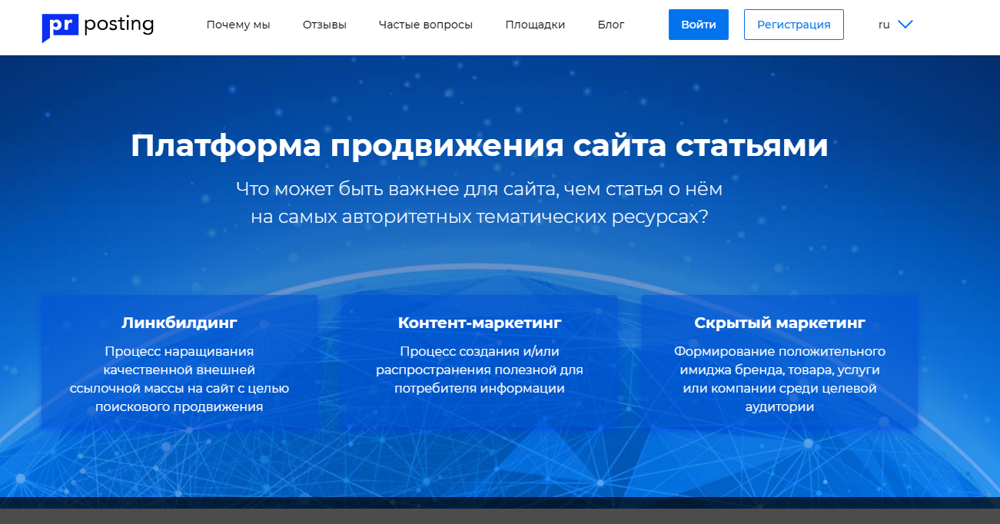 pr posting
Почему мы
Отзывы
Частые вопросы
Площадки
Блог
Войти
Регистрация
ru
Платформа продвижения сайта статьями
Что может быть важнее для сайта, чем статья о нём
на самых авторитетных тематических ресурсах?
Линкбилдинг
Процесс наращивания
качественной внешней
ссылочной массы на сайт с целью
поискового продвижения
Контент-маркетинг
Процесс создания и/или
распространения полезной для
потребителя информации
Скрытый маркетинг
Формирование положительного
имиджа бренда, товара, услуги
или компании среди целевой
аудитории